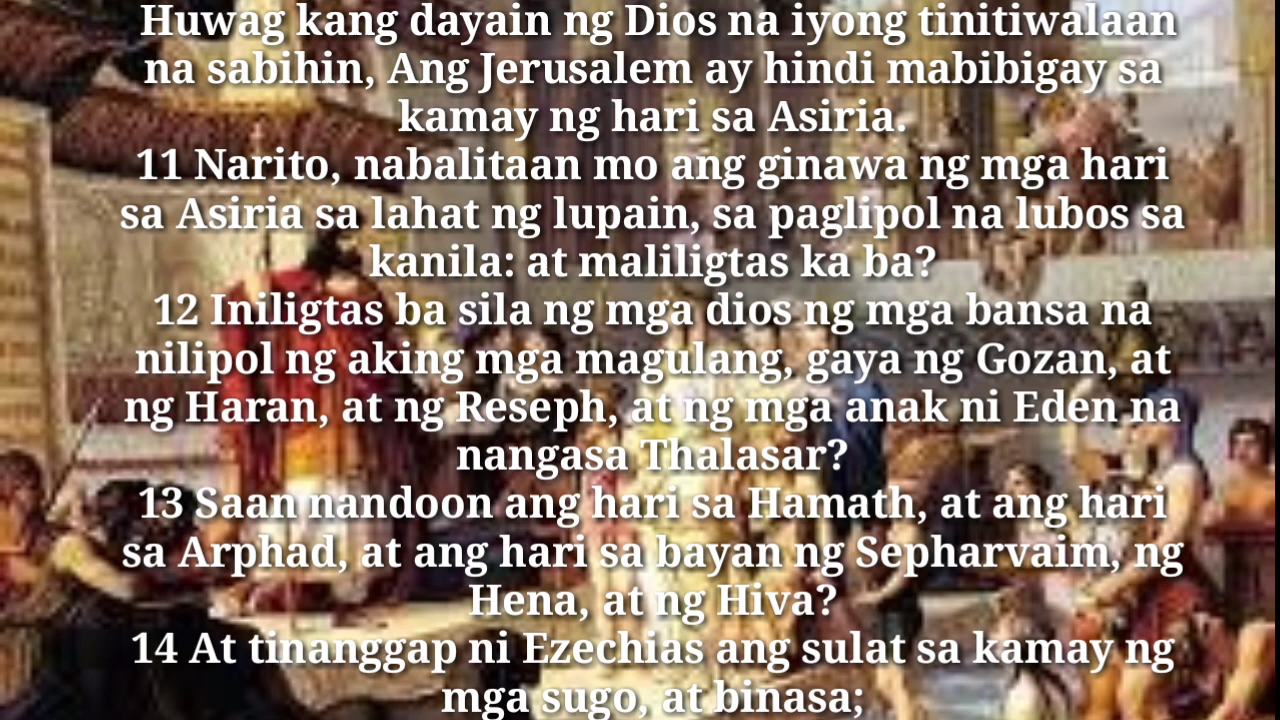 Huwag kang dayain ng Dios na iyong tinitiwalaan
na sabihin, Ang Jerusalem ay hindi mabibigay sa
kamay ng hari sa Asiria.
11 Narito, nabalitaan mo ang ginawa ng mga hari
sa Asiria sa lahat ng lupain, sa paglipol na lubos sa
kanila: at maliligtas ka ba?
12 Iniligtas ba sila ng mga dios ng mga bansa na
nilipol ng aking mga magulang, gaya ng Gozan, at
ng Haran, at ng Reseph, at ng mga anak ni Eden na
nangasa Thalasar?
13 Saan nandoon ang hari sa Hamath, at ang hari
sa Arphad, at ang hari sa bayan ng Sepharvaim, ng
Hena, at ng Hiva?
14 At tinanggap ni Ezechias ang sulat sa kamay ng
mga sugo, at binasa;